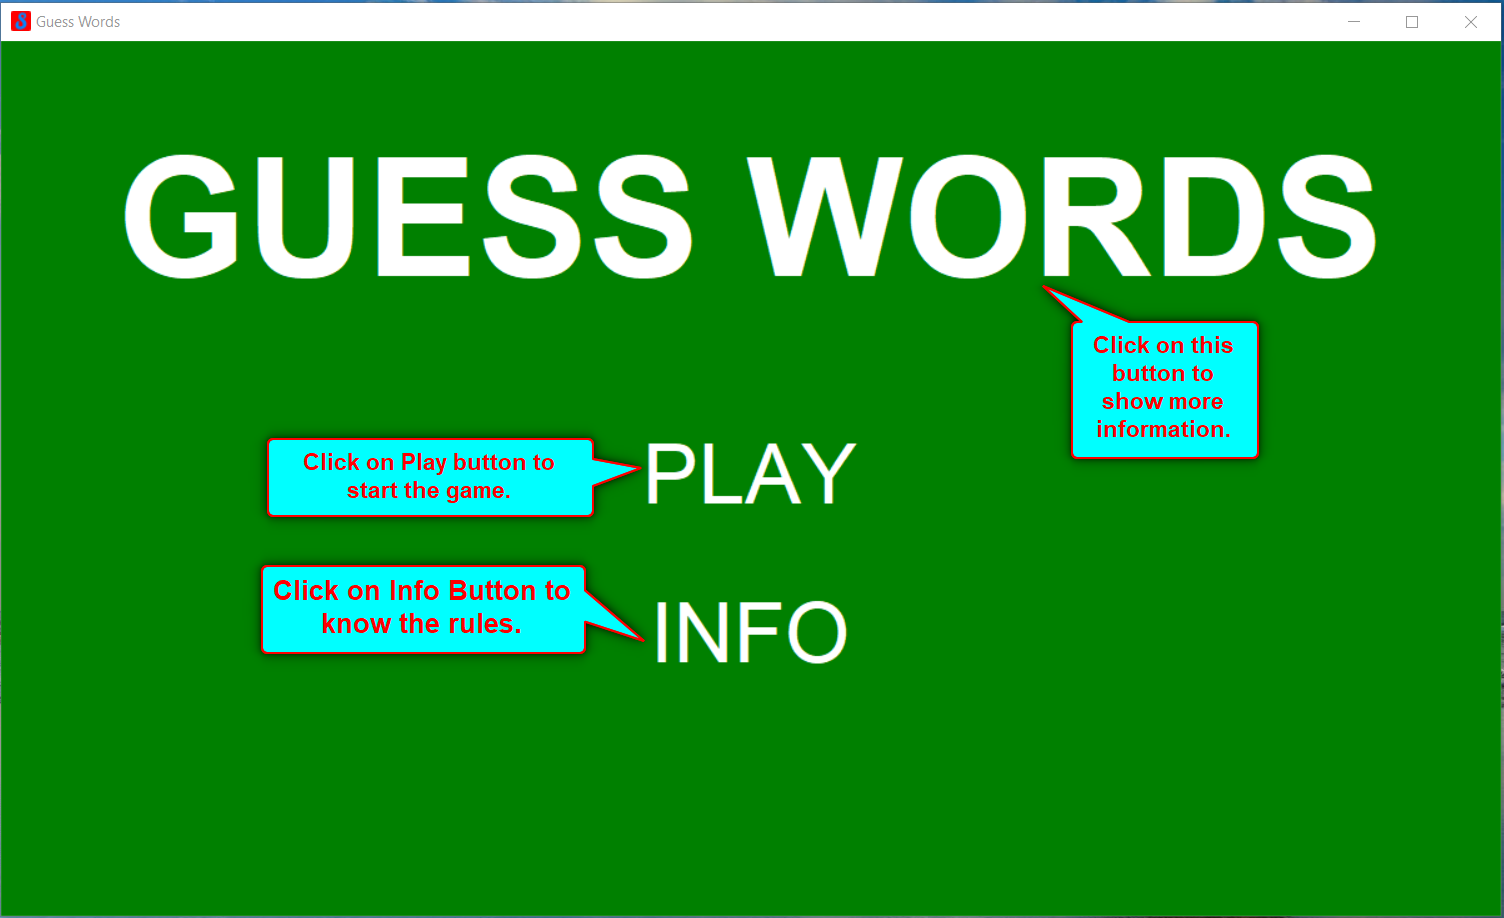 Guess Words
GUESS WORDS
Click on this
button to
show more
information.
Click on Play button to
start the game.
PLAY
Click on Info Button to
know the rules.
INFO